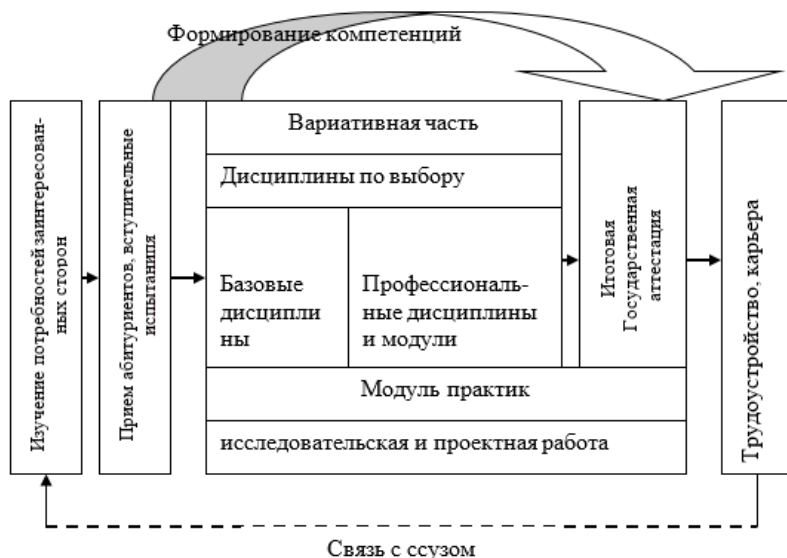 Формирование компетенций
Изучение потребностей заинтересован-
ных сторон
Прием абитуриентов, вступительные
испытанипя
Вариативная часть
Дисциплины по выбору
Базовые
дисципли
ны
Профессиональ-
ные дисциплины
и модули
Модуль практик
исследовательская и проектная работа
Итоговая
Государственная
аттестация
Трудоустройство, карьера
Связь с ссузом